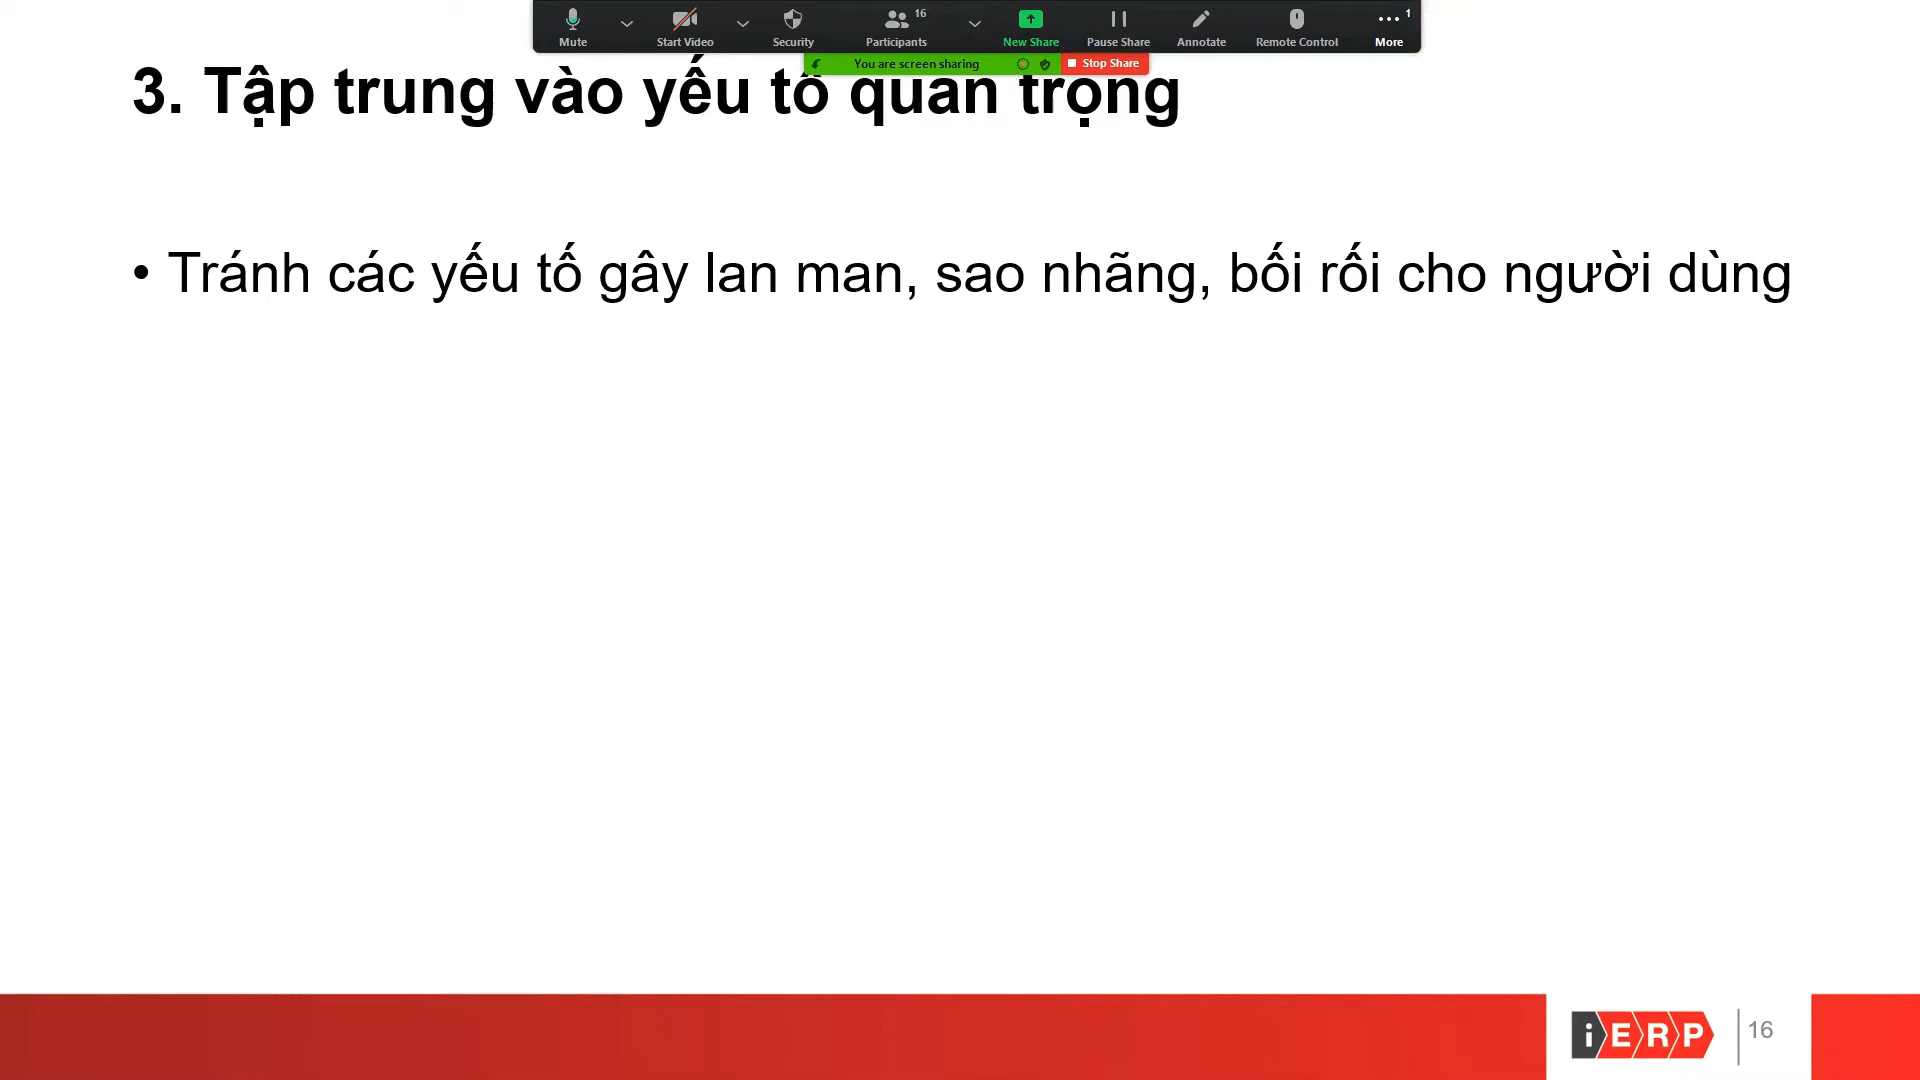 16
1
Mute
Start Video
Security
Participants
New Share
Pause Share
Annotate
Remote Control
More
You are screen sharing
Stop Share
3. Tập trung vào yếu tố quan trọng
• Tránh các yếu tố gây lan man, sao nhãng, bối rối cho người dùng
iERP
16